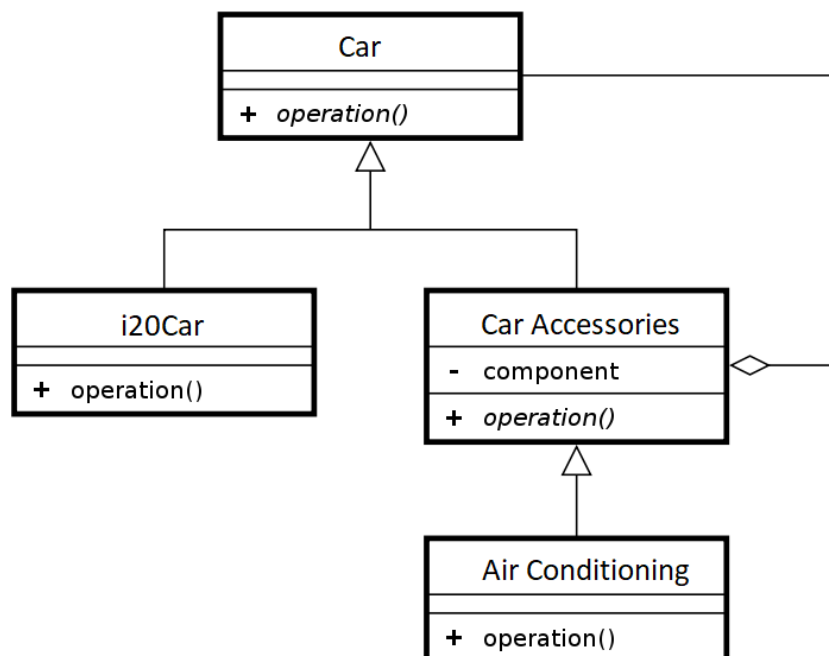 Car
+ operation()
i20Car
+ operation()
Car Accessories
- component
+ operation()
Air Conditioning
+ operation()